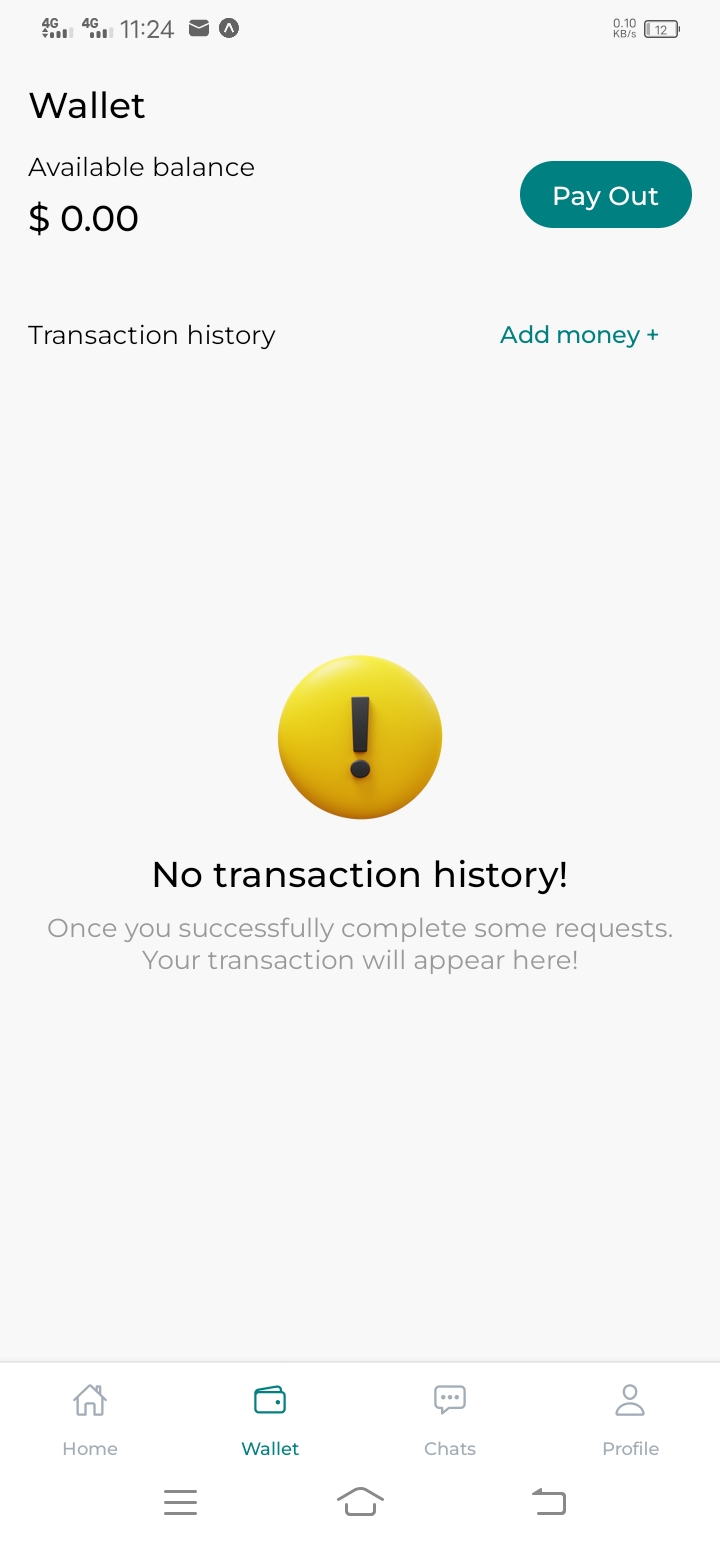 4G 4G 11:24 0.10 KB/s 12
Wallet
Available balance
$ 0.00
Pay Out
Transaction history
Add money +
No transaction history!
Once you successfully complete some requests.
Your transaction will appear here!
Home Wallet Chats Profile